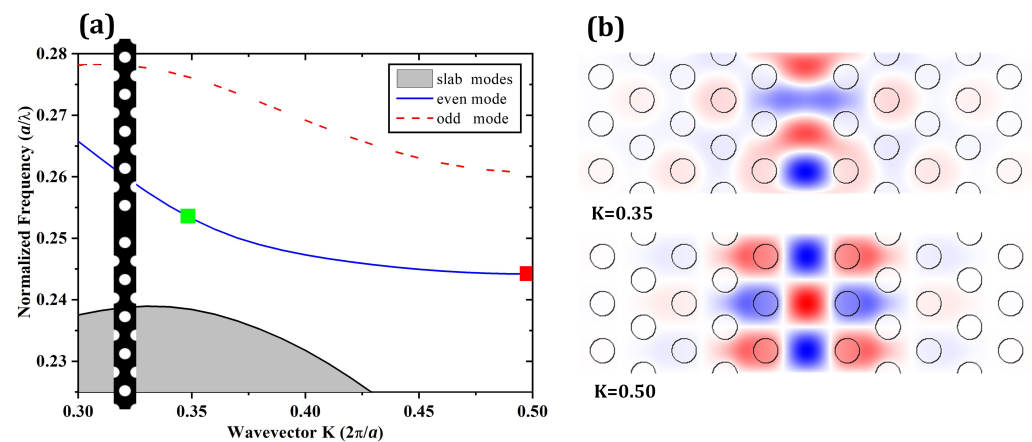 (a)
(b)
Normalized Frequency (a/λ)
0.28
0.27
0.26
0.25
0.24
0.23
slab modes
even mode
odd mode
0.30
0.35
0.40
0.45
0.50
Wavevector K (2π/a)
K=0.35
K=0.50